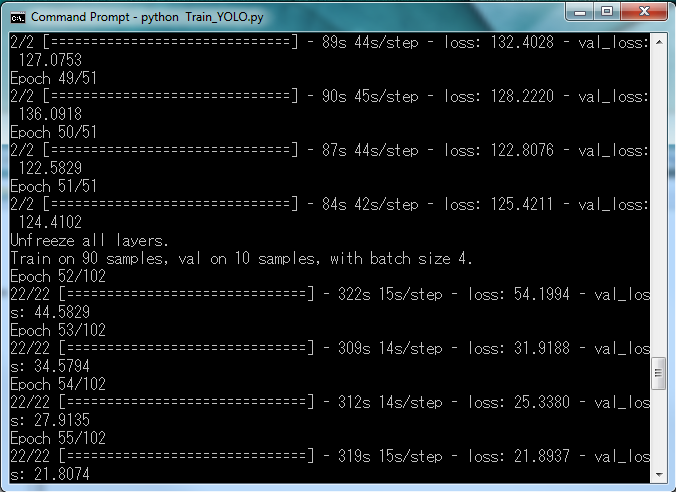 Command Prompt - python  Train_YOLO.py
2/2 [==============================] - 89s 44s/step - loss: 132.4028 - val_loss:
 127.0753
Epoch 49/51
2/2 [==============================] - 90s 45s/step - loss: 128.2220 - val_loss:
 136.0918
Epoch 50/51
2/2 [==============================] - 87s 44s/step - loss: 122.8076 - val_loss:
 122.5829
Epoch 51/51
2/2 [==============================] - 84s 42s/step - loss: 125.4211 - val_loss:
 124.4102
Unfreeze all layers.
Train on 90 samples, val on 10 samples, with batch size 4.
Epoch 52/102
22/22 [==============================] - 322s 15s/step - loss: 54.1994 - val_los
s: 44.5829
Epoch 53/102
22/22 [==============================] - 309s 14s/step - loss: 31.9188 - val_los
s: 34.5794
Epoch 54/102
22/22 [==============================] - 312s 14s/step - loss: 25.3380 - val_los
s: 27.9135
Epoch 55/102
22/22 [==============================] - 319s 15s/step - loss: 21.8937 - val_los
s: 21.8074